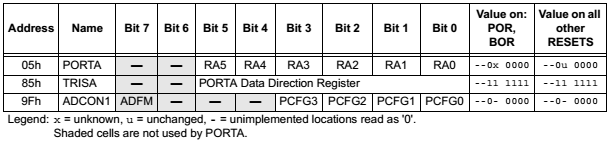 Address Name Bit 7 Bit 6 Bit 5 Bit 4 Bit 3 Bit 2 Bit 1 Bit 0 Value on: POR, BOR Value on all other RESETS
05h PORTA — — RA5 RA4 RA3 RA2 RA1 RA0 --0x 0000 --0u 0000
85h TRISA — — PORTA Data Direction Register --11 1111 --11 1111
9Fh ADCON1 ADFM — — — PCFG3 PCFG2 PCFG1 PCFG0 --0- 0000 --0- 0000
Legend: x = unknown, u = unchanged, - = unimplemented locations read as '0'.
Shaded cells are not used by PORTA.